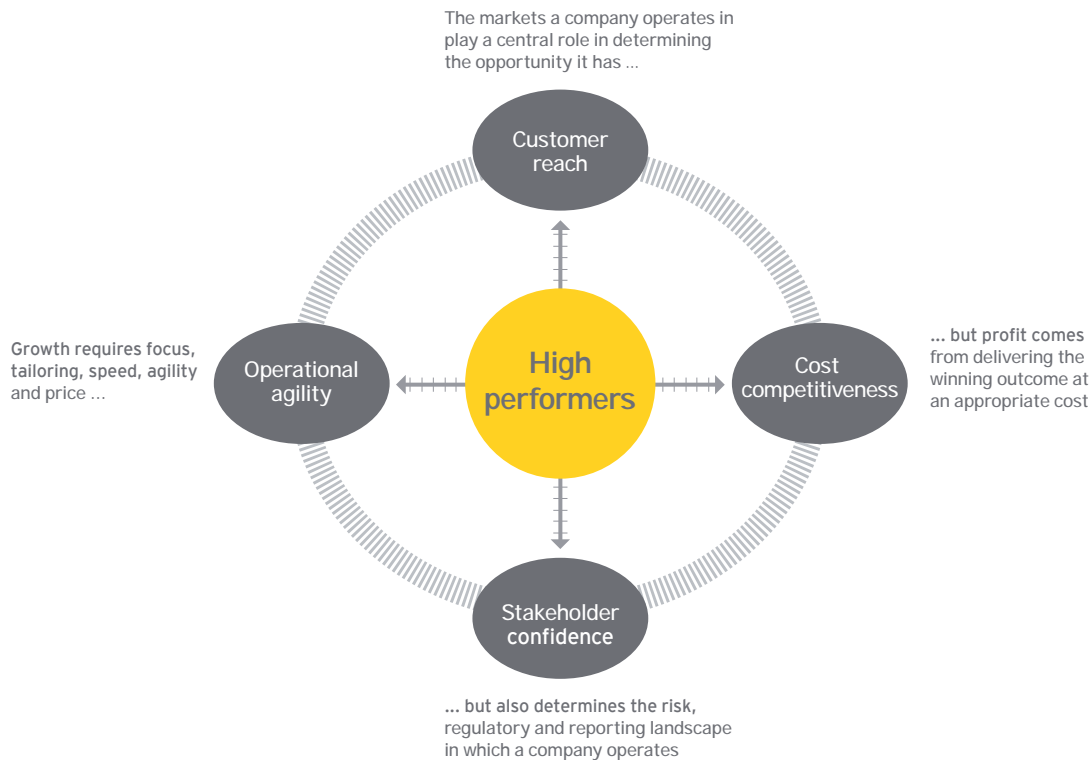 The markets a company operates in
play a central role in determining
the opportunity it has ...
Customer
reach
Growth requires focus,
tailoring, speed, agility
and price ...
Operational
agility
High
performers
Cost
competitiveness
... but profit comes
from delivering the
winning outcome at
an appropriate cost
Stakeholder
confidence
... but also determines the risk,
regulatory and reporting landscape
in which a company operates